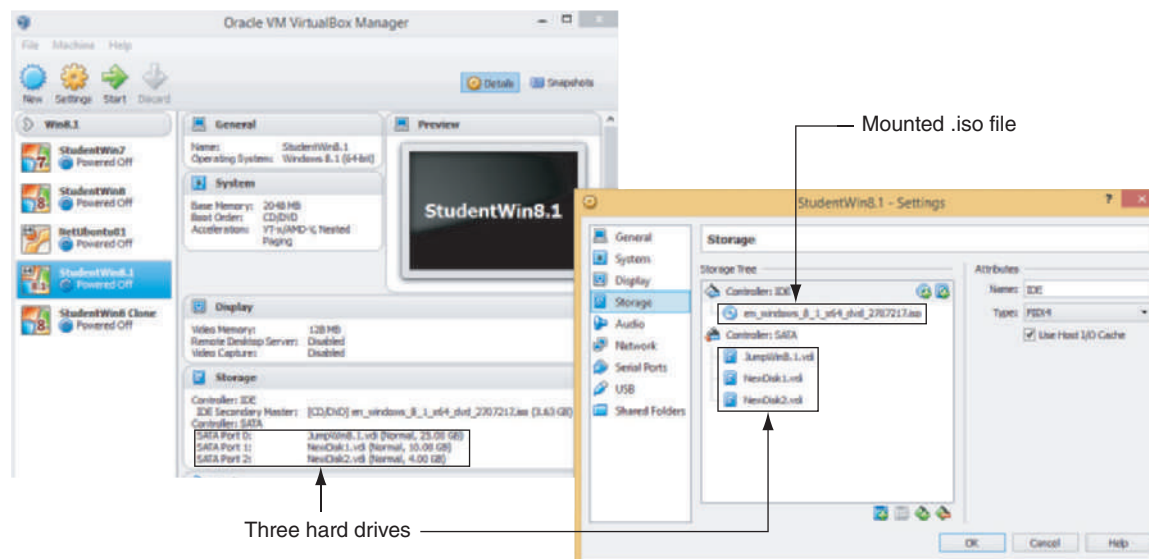 Oracle VM VirtualBox Manager
File Machine Help
New Settings Start Discard
Details Snapshots
Win8.1
StudentWin7
Powered Off
StudentWin8
Powered Off
NetUbuntu01
Powered Off
StudentWin8.1
Powered Off
StudentWin8 Clone
Powered Off
General
Name: StudentWin8.1
Operating System: Windows 8.1 (64-bit)
System
Base Memory: 2048 MB
Boot Order: CD/DVD
Acceleration: VT-x/AMD-V, Nested
Paging
Preview
StudentWin8.1
Display
Video Memory: 128 MB
Remote Desktop Server: Disabled
Video Capture: Disabled
Storage
Controller: IDE
IDE Secondary Master: [CD/DVD] en_windows_8_1_x64_dvd_2707217.iso (3.63 GB)
Controller: SATA
SATA Port 0: JumpWin8.1.vdi (Normal, 25.00 GB)
SATA Port 1: NewDisk1.vdi (Normal, 10.00 GB)
SATA Port 2: NewDisk2.vdi (Normal, 4.00 GB)
Three hard drives
Mounted .iso file
StudentWin8.1 - Settings
?
General
System
Display
Storage
Audio
Network
Serial Ports
USB
Shared Folders
Storage
Storage Tree
Controller: IDE
en_windows_8_1_x64_dvd_2707217.iso
Controller: SATA
JumpWin8.1.vdi
NewDisk1.vdi
NewDisk2.vdi
Attributes
Name: IDE
Type: PIIX4
Use Host I/O Cache
OK Cancel Help